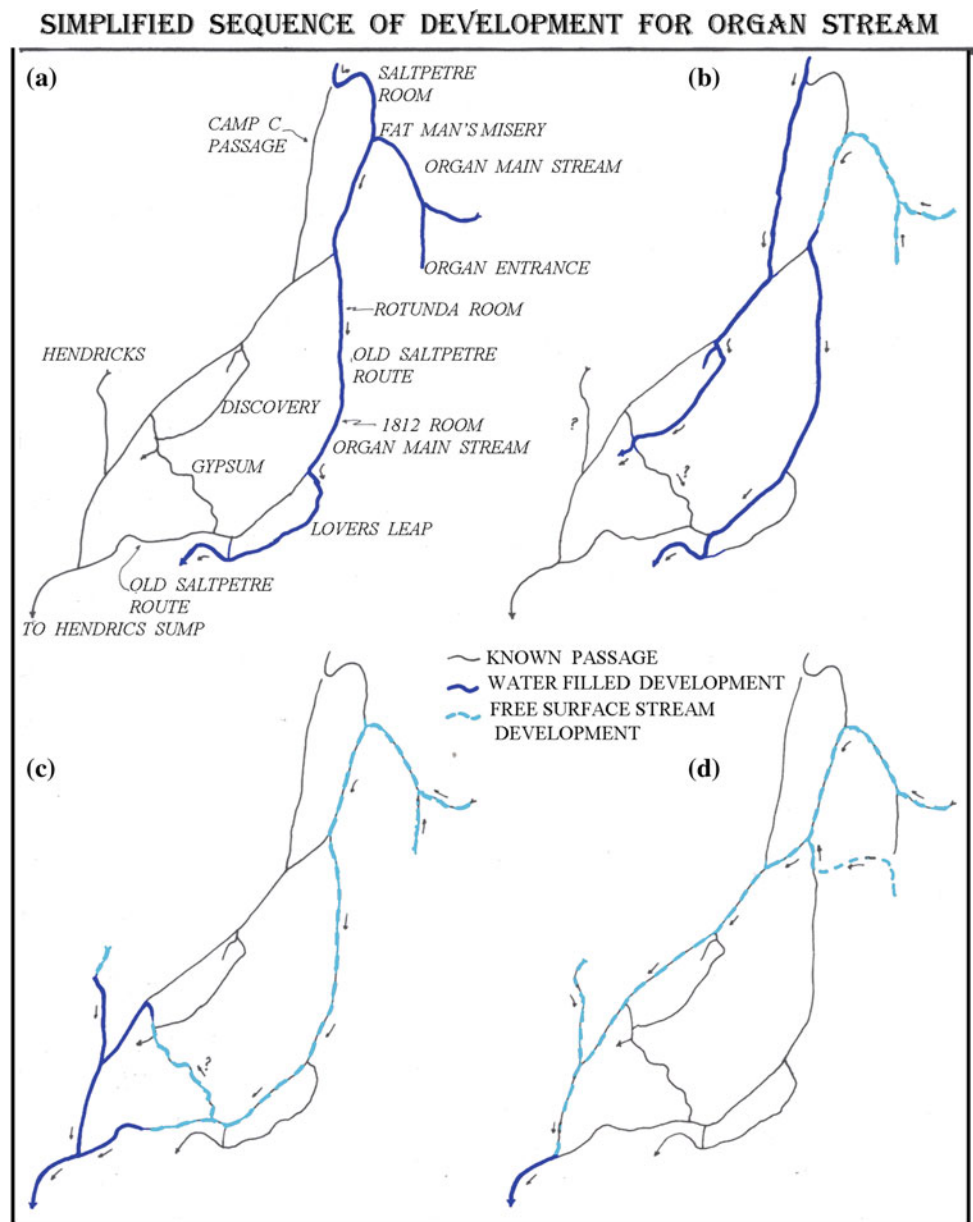 SIMPLIFIED SEQUENCE OF DEVELOPMENT FOR ORGAN STREAM
(a)
SALTPETRE
ROOM
CAMP C
PASSAGE
FAT MAN'S MISERY
ORGAN MAIN STREAM
ORGAN ENTRANCE
ROTUNDA ROOM
HENDRICKS
OLD SALTPETRE
ROUTE
DISCOVERY
1812 ROOM
ORGAN MAIN STREAM
GYPSUM
LOVERS LEAP
OLD SALTPETRE
ROUTE
TO HENDRICS SUMP
(b)
?
?
KNOWN PASSAGE
WATER FILLED DEVELOPMENT
FREE SURFACE STREAM
DEVELOPMENT
(c)
?
(d)